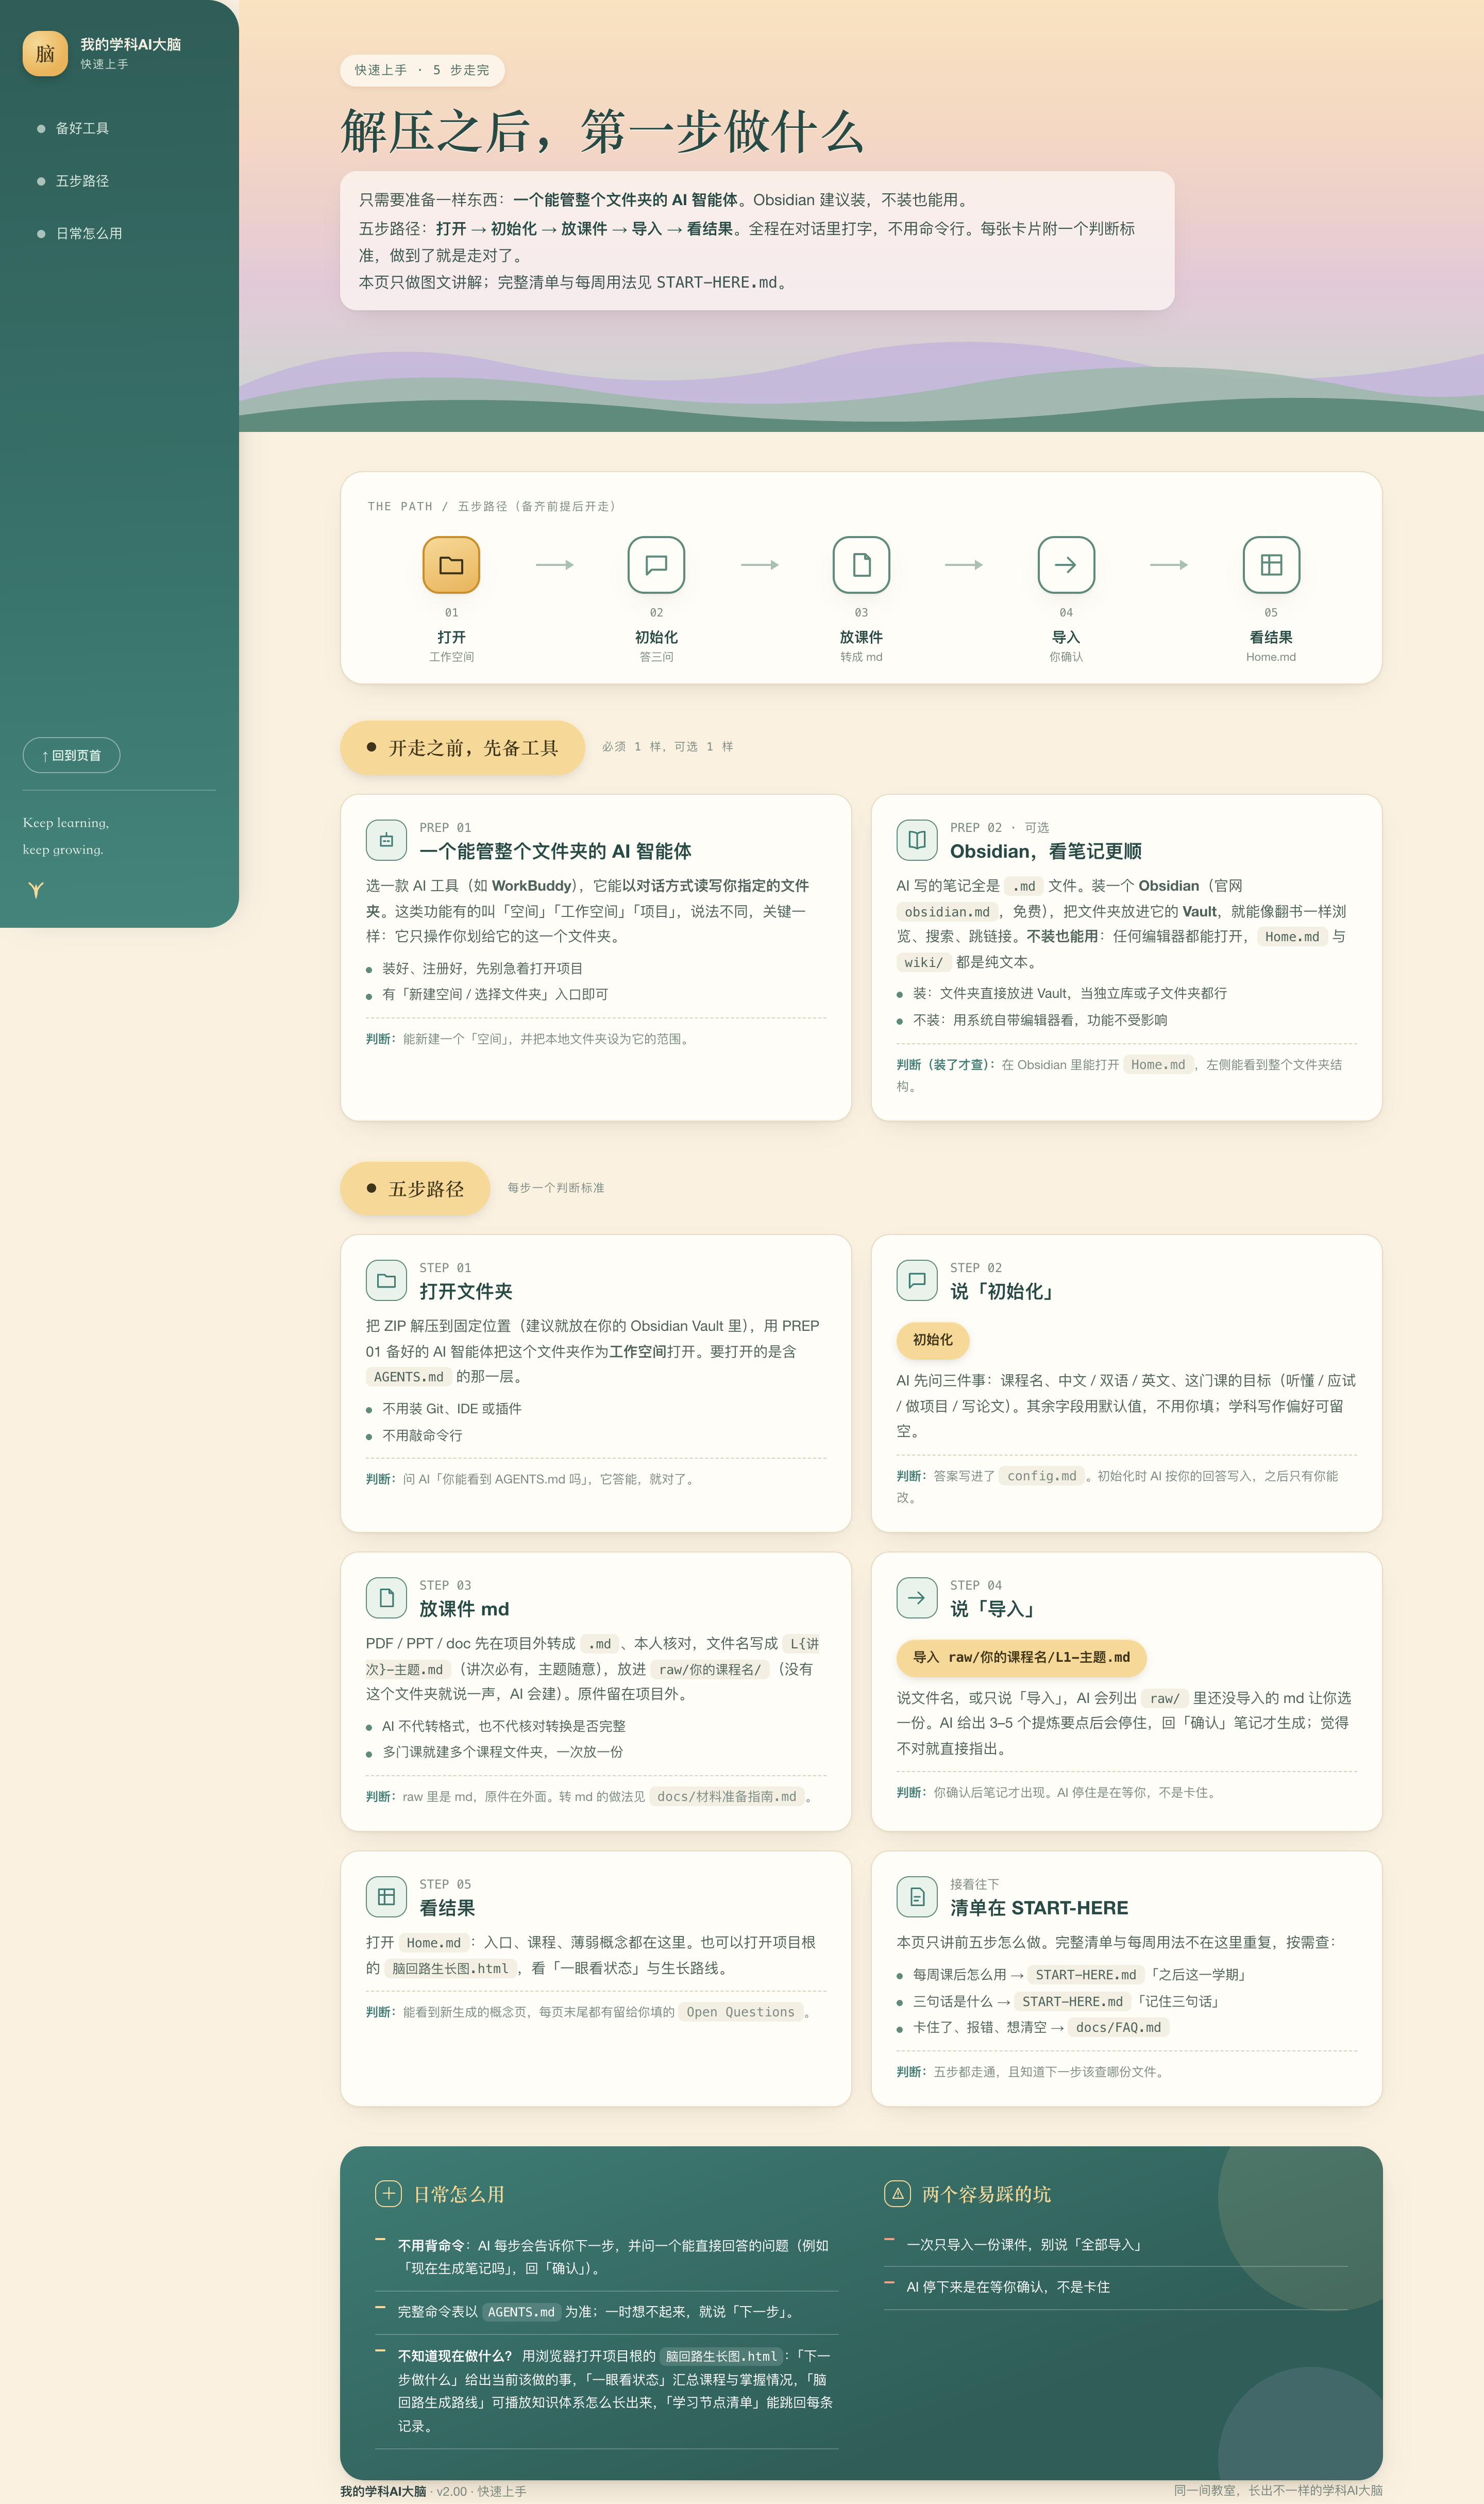 脑
我的学科AI大脑
快速上手
备好工具
五步路径
日常怎么用
↑ 回到页首
Keep learning,
keep growing.
快速上手 · 5 步走完
解压之后，第一步做什么
只需要准备一样东西：一个能管整个文件夹的 AI 智能体。Obsidian 建议装，不装也能用。
五步路径：打开 → 初始化 → 放课件 → 导入 → 看结果。全程在对话里打字，不用命令行。每张卡片附一个判断标
准，做到了就是走对了。
本页只做图文讲解；完整清单与每周用法见 START-HERE.md。
THE PATH / 五步路径（备齐前提后开走）
01
打开
工作空间
02
初始化
答三问
03
放课件
转成 md
04
导入
你确认
05
看结果
Home.md
开走之前，先备工具
必须 1 样，可选 1 样
PREP 01
一个能管整个文件夹的 AI 智能体
选一款 AI 工具（如 WorkBuddy），它能以对话方式读写你指定的文件
夹。这类功能有的叫「空间」「工作空间」「项目」，说法不同，关键一
样：它只操作你划给它的这一个文件夹。
装好、注册好，先别急着打开项目
有「新建空间 / 选择文件夹」入口即可
判断：能新建一个「空间」，并把本地文件夹设为它的范围。
PREP 02 · 可选
Obsidian，看笔记更顺
AI 写的笔记全是 .md 文件。装一个 Obsidian（官网
obsidian.md，免费），把文件夹放进它的 Vault，就能像翻书一样浏
览、搜索、跳链接。不装也能用：任何编辑器都能打开，Home.md 与
wiki/ 都是纯文本。
装：文件夹直接放进 Vault，当独立库或子文件夹都行
不装：用系统自带编辑器看，功能不受影响
判断（装了才查）：在 Obsidian 里能打开 Home.md，左侧能看到整个文件夹结
构。
五步路径
每步一个判断标准
STEP 01
打开文件夹
把 ZIP 解压到固定位置（建议就放在你的 Obsidian Vault 里），用 PREP
01 备好的 AI 智能体把这个文件夹作为工作空间打开。要打开的是含
AGENTS.md 的那一层。
不用装 Git、IDE 或插件
不用敲命令行
判断：问 AI「你能看到 AGENTS.md 吗」，它答能，就对了。
STEP 02
说「初始化」
初始化
AI 先问三件事：课程名、中文 / 双语 / 英文、这门课的目标（听懂 / 应试
/ 做项目 / 写论文）。其余字段用默认值，不用你填；学科写作偏好可留
空。
判断：答案写进了 config.md。初始化时 AI 按你的回答写入，之后只有你能
改。
STEP 03
放课件 md
PDF / PPT / doc 先在项目外转成 .md、本人核对，文件名写成 L{讲
次}-主题.md（讲次必有，主题随意），放进 raw/你的课程名/（没有
这个文件夹就说一声，AI 会建）。原件留在项目外。
AI 不代转格式，也不代核对转换是否完整
多门课就建多个课程文件夹，一次放一份
判断：raw 里是 md，原件在外面。转 md 的做法见 docs/材料准备指南.md。
STEP 04
说「导入」
导入 raw/你的课程名/L1-主题.md
说文件名，或只说「导入」，AI 会列出 raw/ 里还没导入的 md 让你选
一份。AI 给出 3–5 个提炼要点后会停住，回「确认」笔记才生成；觉得
不对就直接指出。
判断：你确认后笔记才出现。AI 停住是在等你，不是卡住。
STEP 05
看结果
打开 Home.md：入口、课程、薄弱概念都在这里。也可以打开项目根
的 脑回路生长图.html，看「一眼看状态」与生长路线。
判断：能看到新生成的概念页，每页末尾都有留给你填的 Open Questions。
接着往下
清单在 START-HERE
本页只讲前五步怎么做。完整清单与每周用法不在这里重复，按需查：
每周课后怎么用 → START-HERE.md「之后这一学期」
三句话是什么 → START-HERE.md「记住三句话」
卡住了、报错、想清空 → docs/FAQ.md
判断：五步都走通，且知道下一步该查哪份文件。
日常怎么用
不用背命令：AI 每步会告诉你下一步，并问一个能直接回答的问题（例如
「现在生成笔记吗」，回「确认」）。
完整命令表以 AGENTS.md 为准；一时想不起来，就说「下一步」。
不知道现在做什么？ 用浏览器打开项目根的 脑回路生长图.html：「下一
步做什么」给出当前该做的事，「一眼看状态」汇总课程与掌握情况，「脑
回路生成路线」可播放知识体系怎么长出来，「学习节点清单」能跳回每条
记录。
两个容易踩的坑
一次只导入一份课件，别说「全部导入」
AI 停下来是在等你确认，不是卡住
我的学科AI大脑 · v2.00 · 快速上手
同一间教室，长出不一样的学科AI大脑